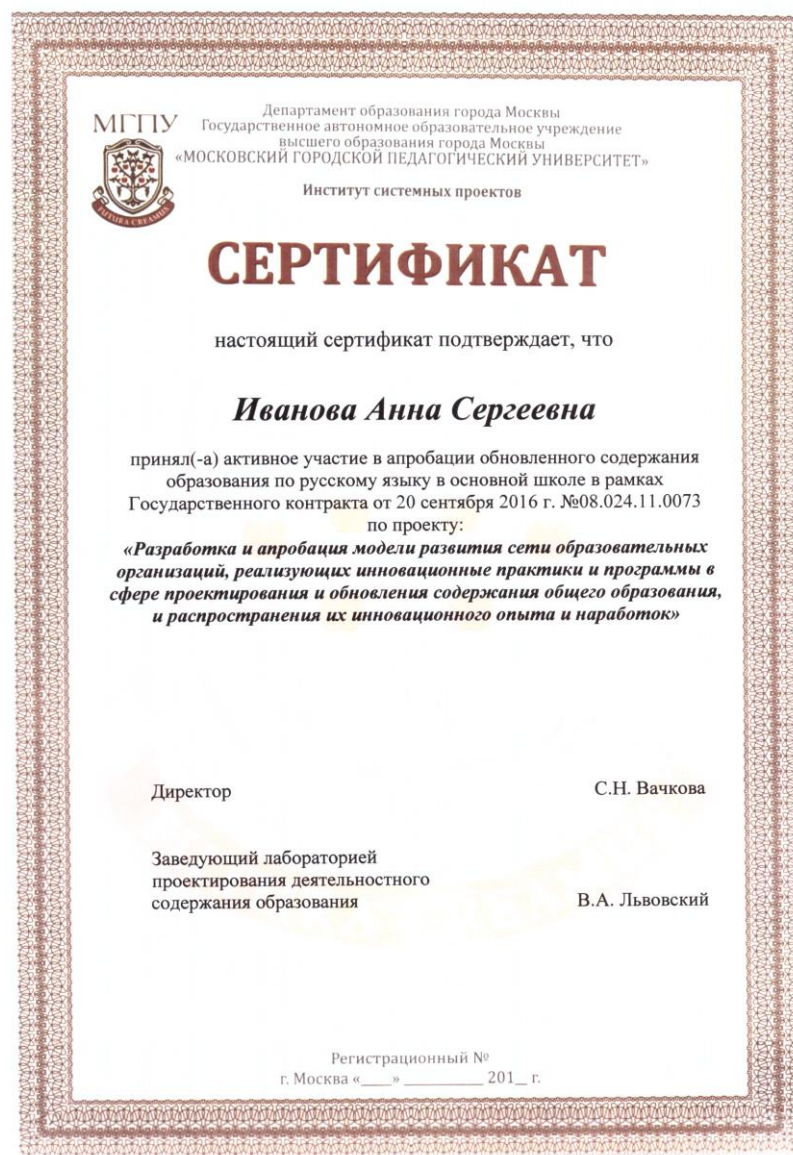 МГПУ
FUTURA CREAMUS
Департамент образования города Москвы
Государственное автономное образовательное учреждение
высшего образования города Москвы
«МОСКОВСКИЙ ГОРОДСКОЙ ПЕДАГОГИЧЕСКИЙ УНИВЕРСИТЕТ»
Институт системных проектов
СЕРТИФИКАТ
настоящий сертификат подтверждает, что
Иванова Анна Сергеевна
принял(-а) активное участие в апробации обновленного содержания
образования по русскому языку в основной школе в рамках
Государственного контракта от 20 сентября 2016 г. №08.024.11.0073
по проекту:
«Разработка и апробация модели развития сети образовательных
организаций, реализующих инновационные практики и программы в
сфере проектирования и обновления содержания общего образования,
и распространения их инновационного опыта и наработок»
Директор С.Н. Вачкова
Заведующий лабораторией
проектирования деятельностного
содержания образования В.А. Львовский
Регистрационный №
г. Москва «____» ___________ 201__ г.